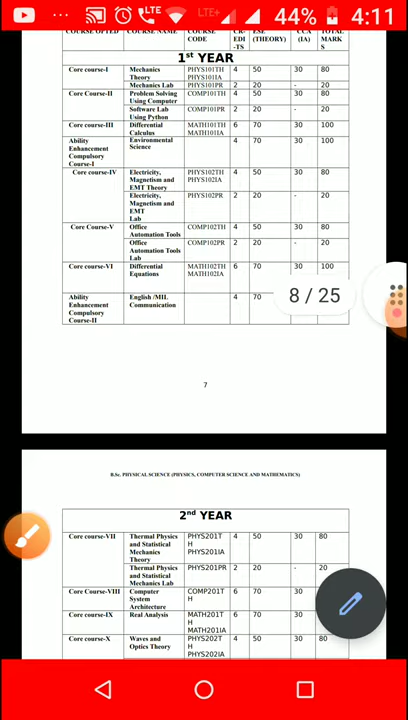 LTE LTE+ 44% 4:11
COURSE OPTED COURSE NAME COURSE CODE CR-EDI-TS ESE (THEORY) CCA (IA) TOTAL MARKS
1st YEAR
Core course-I Mechanics Theory PHYS101TH PHYS101IA 4 50 30 80
Mechanics Lab PHYS101PR 2 20 - 20
Core Course-II Problem Solving Using Computer COMP101TH 4 50 30 80
Software Lab Using Python COMP101PR 2 20 - 20
Core course-III Differential Calculus MATH101TH MATH101IA 6 70 30 100
Ability Enhancement Compulsory Course-I Environmental Science 4 70 30 100
Core course-IV Electricity, Magnetism and EMT Theory PHYS102TH PHYS102IA 4 50 30 80
Electricity, Magnetism and EMT Lab PHYS102PR 2 20 - 20
Core Course-V Office Automation Tools COMP102TH 4 50 30 80
Office Automation Tools Lab COMP102PR 2 20 - 20
Core course-VI Differential Equations MATH102TH MATH102IA 6 70 30 100
Ability Enhancement Compulsory Course-II English /MIL Communication 4 70
8 / 25
7
B.Sc. PHYSICAL SCIENCE (PHYSICS, COMPUTER SCIENCE AND MATHEMATICS)
2nd YEAR
Core course-VII Thermal Physics and Statistical Mechanics Theory PHYS201TH PHYS201IA 4 50 30 80
Thermal Physics and Statistical Mechanics Lab PHYS201PR 2 20 - 20
Core Course-VIII Computer System Architecture COMP201TH 6 70 30
Core course-IX Real Analysis MATH201TH MATH201IA 6 70 30
Core course-X Waves and Optics Theory PHYS202TH PHYS202IA 4 50 30 80